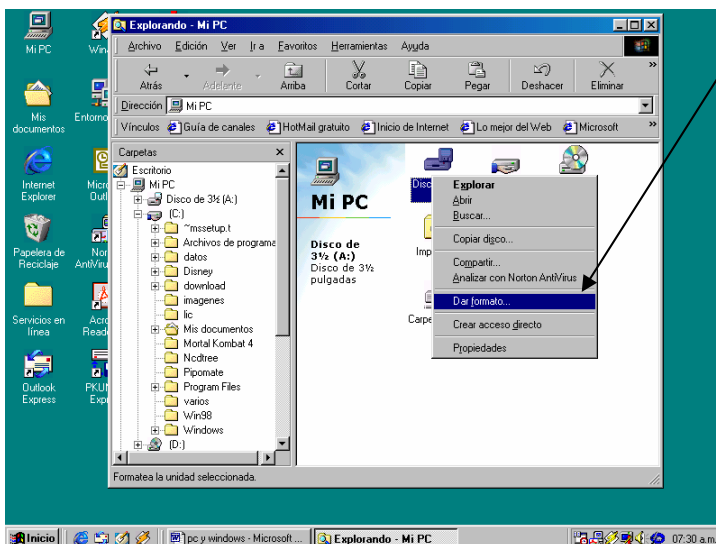 Mi PC
Mis
documentos
Internet
Explorer
Papelera de
Reciclaje
Servicios en
línea
Outlook
Express
Explorando - Mi PC
Archivo Edición Ver Ir a Favoritos Herramientas Ayuda
Atrás Adelante Arriba Cortar Copiar Pegar Deshacer Eliminar »
Dirección Mi PC
Vínculos Guía de canales HotMail gratuito Inicio de Internet Lo mejor del Web Microsoft »
Carpetas
Escritorio
Mi PC
Disco de 3½ (A:)
(C:)
~mssetup.t
Archivos de programa
datos
Disney
download
imagenes
lic
Mis documentos
Mortal Kombat 4
Ncdtree
Pipomate
Program Files
varios
Win98
Windows
(D:)
Mi PC
Disco de
3½ (A:)
Disco de 3½
pulgadas
Explorar
Abrir
Buscar...
Copiar disco...
Compartir...
Analizar con Norton AntiVirus
Dar formato...
Crear acceso directo
Propiedades
Formatea la unidad seleccionada.
Inicio pc y windows - Microsoft ... Explorando - Mi PC 07:30 a.m.